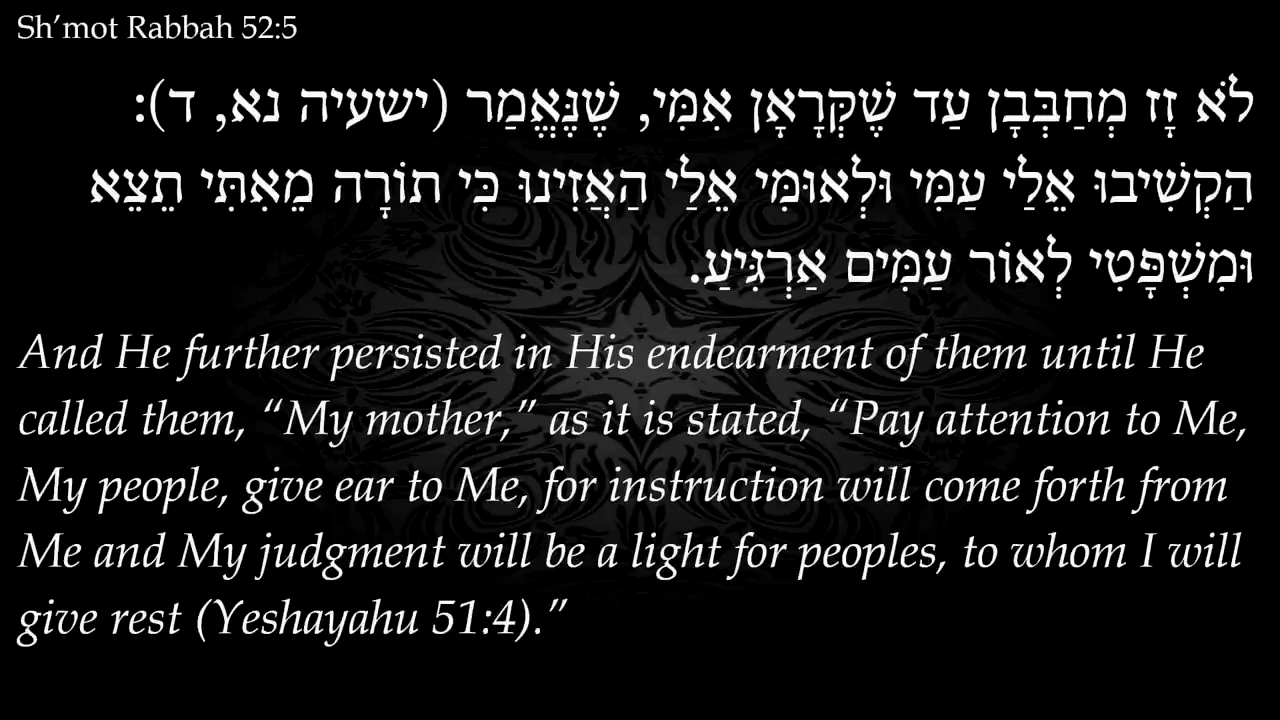 Sh’mot Rabbah 52:5
לֹא זָז מְחַבְּבָן עַד שֶׁקְּרָאָן אִמִּי, שֶׁנֶּאֱמַר (ישעיה נא, ד):
הַקְשִׁיבוּ אֵלַי עַמִּי וּלְאוּמִּי אֵלַי הַאֲזִינוּ כִּי תוֹרָה מֵאִתִּי תֵצֵא
וּמִשְׁפָּטִי לְאוֹר עַמִּים אַרְגִּיעַ.
And He further persisted in His endearment of them until He
called them, “My mother,” as it is stated, “Pay attention to Me,
My people, give ear to Me, for instruction will come forth from
Me and My judgment will be a light for peoples, to whom I will
give rest (Yeshayahu 51:4).”